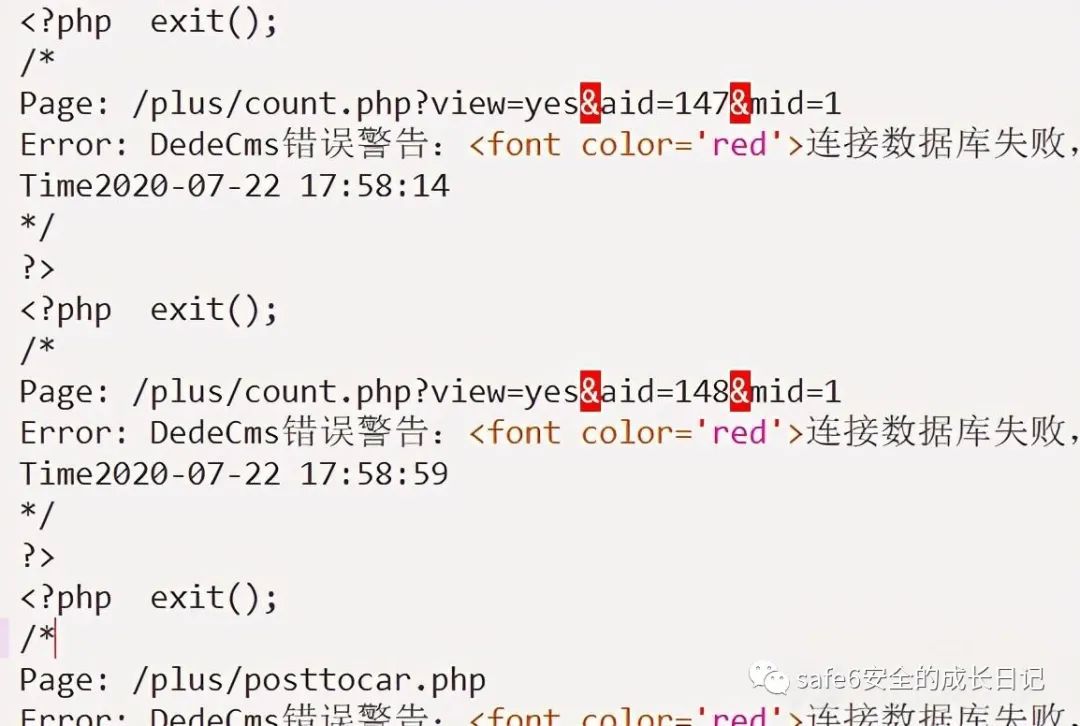 <?php  exit();
/*
Page: /plus/count.php?view=yes&aid=147&mid=1
Error: DedeCms错误警告：<font color='red'>连接数据库失败，
Time2020-07-22 17:58:14
*/
?>
<?php  exit();
/*
Page: /plus/count.php?view=yes&aid=148&mid=1
Error: DedeCms错误警告：<font color='red'>连接数据库失败，
Time2020-07-22 17:58:59
*/
?>
<?php  exit();
/*
Page: /plus/posttocar.php
Error: DedeCms错误警告：<font color='red'>连接数据库失败，
safe6安全的成长日记